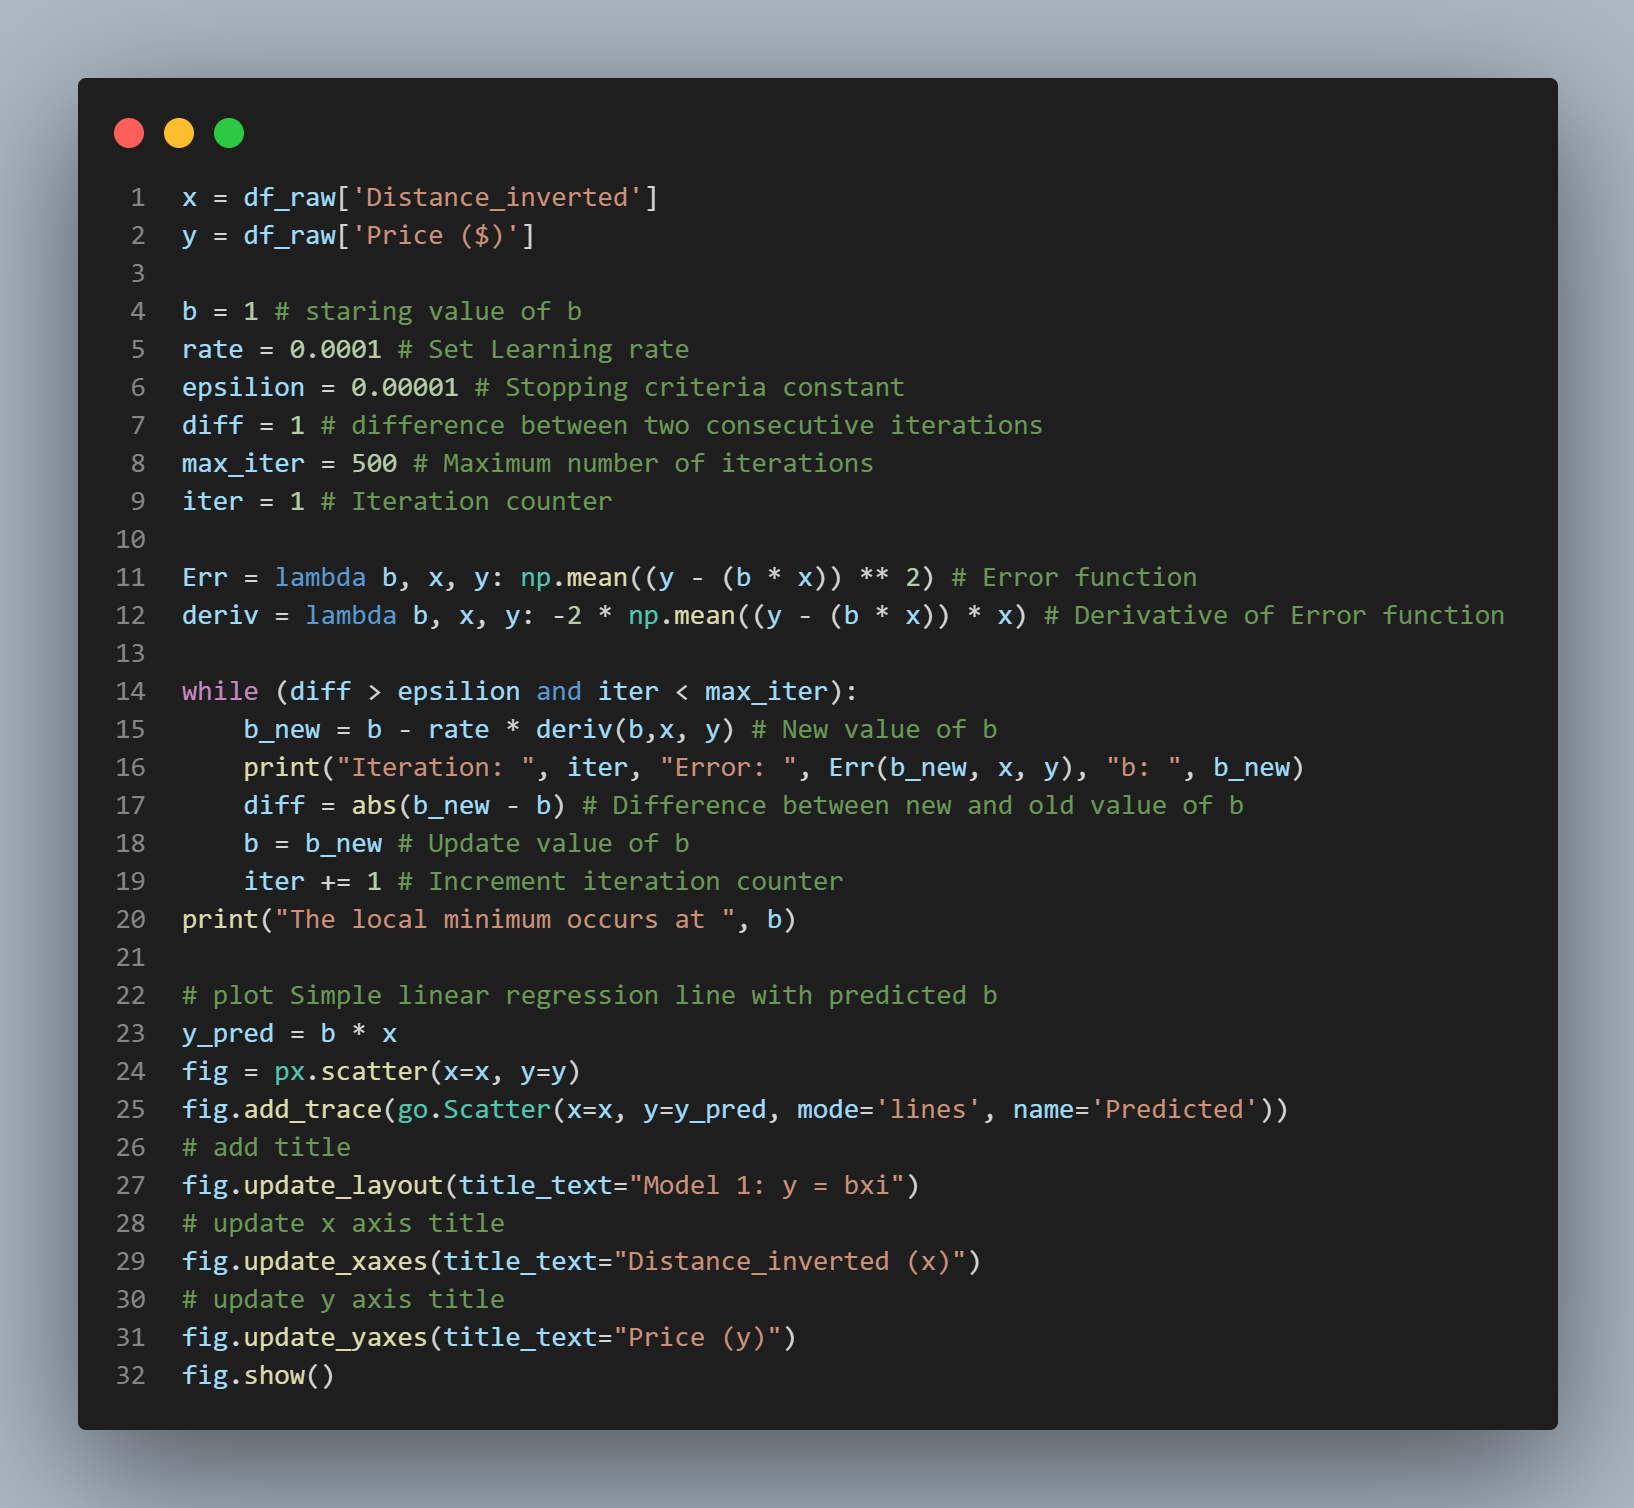 1 x = df_raw['Distance_inverted']
2 y = df_raw['Price ($)']
3
4 b = 1 # staring value of b
5 rate = 0.0001 # Set Learning rate
6 epsilion = 0.00001 # Stopping criteria constant
7 diff = 1 # difference between two consecutive iterations
8 max_iter = 500 # Maximum number of iterations
9 iter = 1 # Iteration counter
10
11 Err = lambda b, x, y: np.mean((y - (b * x)) ** 2) # Error function
12 deriv = lambda b, x, y: -2 * np.mean((y - (b * x)) * x) # Derivative of Error function
13
14 while (diff > epsilion and iter < max_iter):
15     b_new = b - rate * deriv(b,x, y) # New value of b
16     print("Iteration: ", iter, "Error: ", Err(b_new, x, y), "b: ", b_new)
17     diff = abs(b_new - b) # Difference between new and old value of b
18     b = b_new # Update value of b
19     iter += 1 # Increment iteration counter
20 print("The local minimum occurs at ", b)
21
22 # plot Simple linear regression line with predicted b
23 y_pred = b * x
24 fig = px.scatter(x=x, y=y)
25 fig.add_trace(go.Scatter(x=x, y=y_pred, mode='lines', name='Predicted'))
26 # add title
27 fig.update_layout(title_text="Model 1: y = bxi")
28 # update x axis title
29 fig.update_xaxes(title_text="Distance_inverted (x)")
30 # update y axis title
31 fig.update_yaxes(title_text="Price (y)")
32 fig.show()